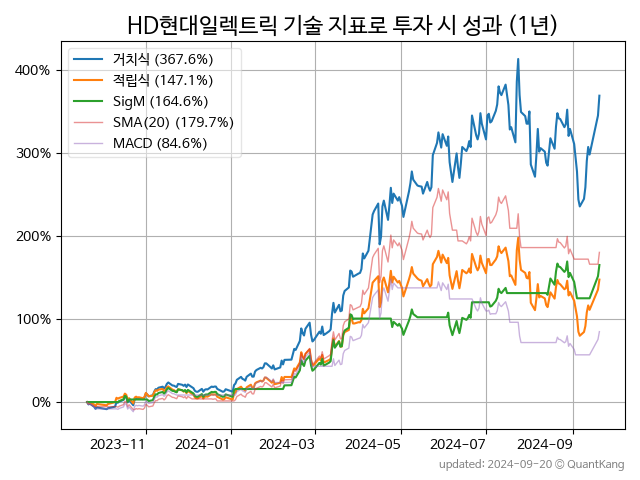 HD현대일렉트릭 기술 지표로 투자 시 성과 (1년)
거치식 (367.6%)
적립식 (147.1%)
SigM (164.6%)
SMA(20) (179.7%)
MACD (84.6%)
400%
300%
200%
100%
0%
2023-11 2024-01 2024-03 2024-05 2024-07 2024-09
updated: 2024-09-20 @ QuantKang